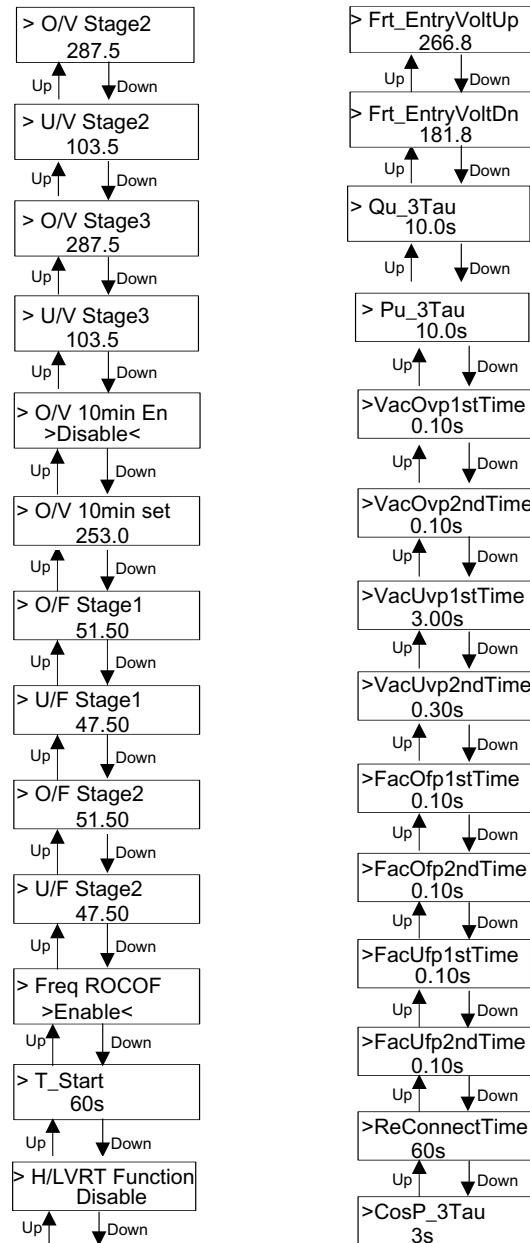 > O/V Stage2
287.5
Up
Down
> U/V Stage2
103.5
Up
Down
> O/V Stage3
287.5
Up
Down
> U/V Stage3
103.5
Up
Down
> O/V 10min En
>Disable<
Up
Down
> O/V 10min set
253.0
Up
Down
> O/F Stage1
51.50
Up
Down
> U/F Stage1
47.50
Up
Down
> O/F Stage2
51.50
Up
Down
> U/F Stage2
47.50
Up
Down
> Freq ROCOF
>Enable<
Up
Down
> T_Start
60s
Up
Down
> H/LVRT Function
Disable
Up
Down
> Frt_EntryVoltUp
266.8
Up
Down
> Frt_EntryVoltDn
181.8
Up
Down
> Qu_3Tau
10.0s
Up
Down
> Pu_3Tau
10.0s
Up
Down
>VacOvp1stTime
0.10s
Up
Down
>VacOvp2ndTime
0.10s
Up
Down
>VacUvp1stTime
3.00s
Up
Down
>VacUvp2ndTime
0.30s
Up
Down
>FacOfp1stTime
0.10s
Up
Down
>FacOfp2ndTime
0.10s
Up
Down
>FacUfp1stTime
0.10s
Up
Down
>FacUfp2ndTime
0.10s
Up
Down
>ReConnectTime
60s
Up
Down
>CosP_3Tau
3s